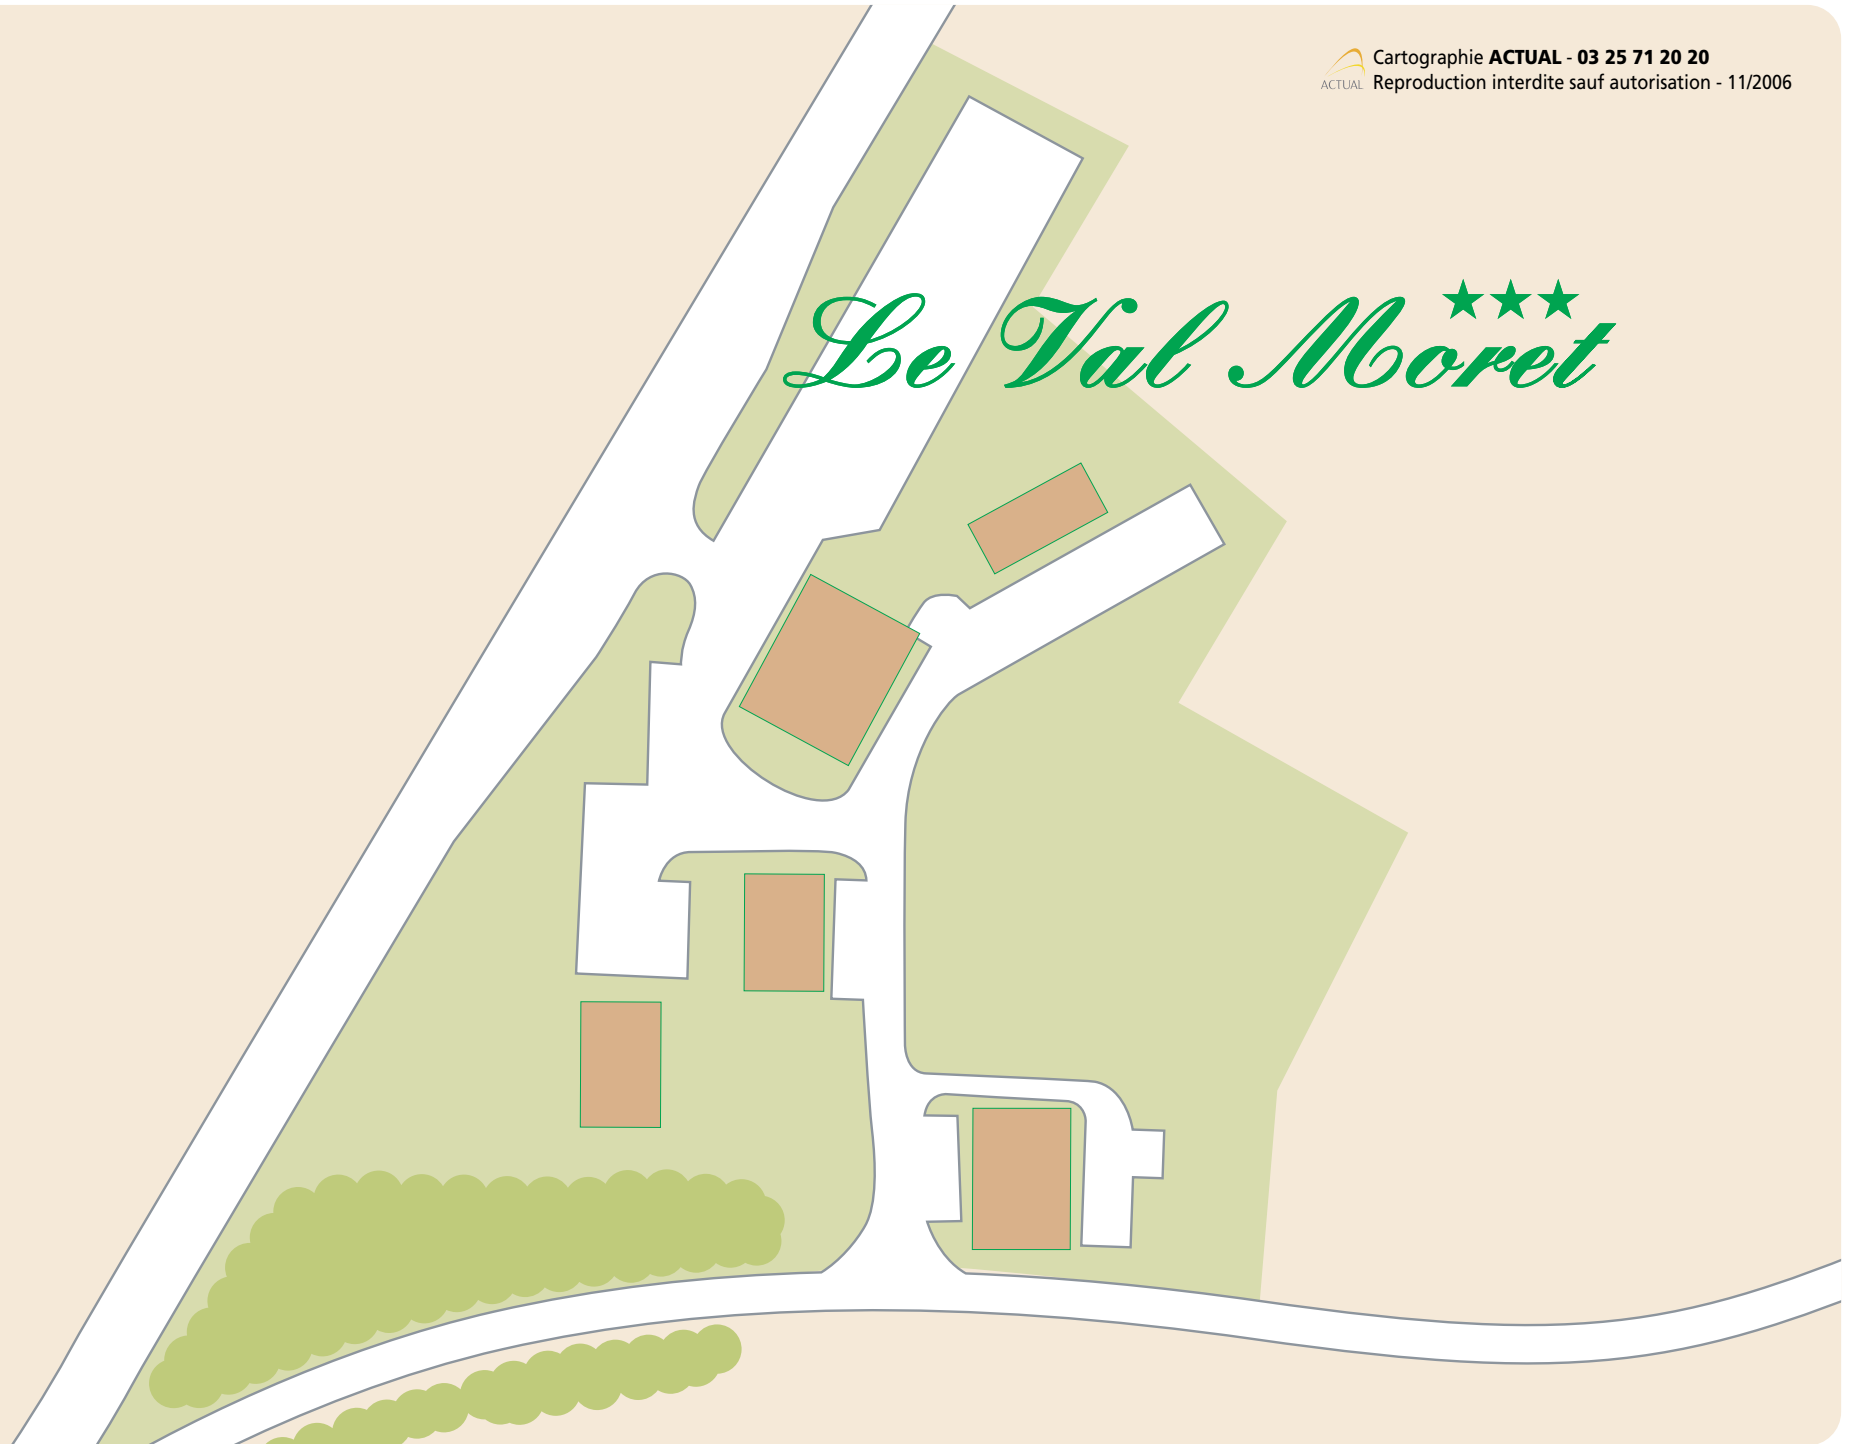 Cartographie ACTUAL - 03 25 71 20 20
ACTUAL Reproduction interdite sauf autorisation - 11/2006
Le Val Moret